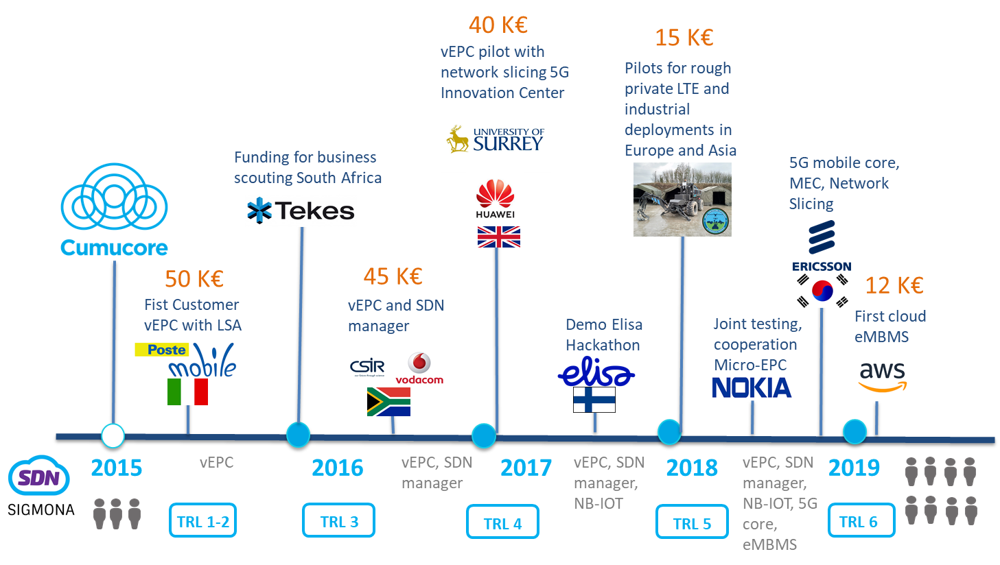 40 K€
vEPC pilot with
network slicing 5G
Innovation Center
UNIVERSITY OF
SURREY
HUAWEI
15 K€
Pilots for rough
private LTE and
industrial
deployments in
Europe and Asia
Funding for business
scouting South Africa
Tekes
5G mobile core,
MEC, Network
Slicing
ERICSSON
Cumucore
50 K€
Fist Customer
vEPC with LSA
Poste
mobile
45 K€
vEPC and SDN
manager
CSIR
our future through science
vodacom
Demo Elisa
Hackathon
elisa
Joint testing,
cooperation
Micro-EPC
NOKIA
12 K€
First cloud
eMBMS
aws
SDN
SIGMONA
2015
vEPC
2016
vEPC, SDN
manager
2017
vEPC, SDN
manager,
NB-IOT
2018
vEPC, SDN
manager,
NB-IOT, 5G
core,
eMBMS
2019
TRL 1-2
TRL 3
TRL 4
TRL 5
TRL 6